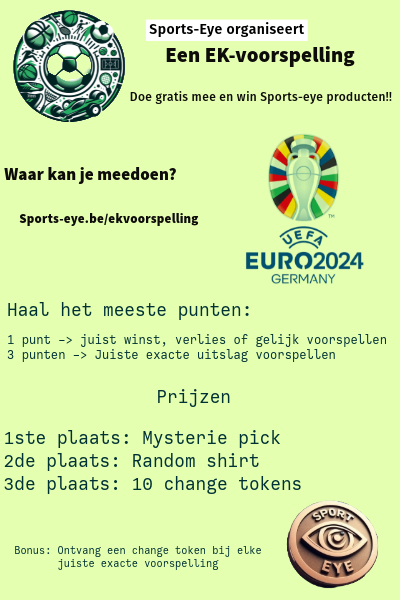 Sports-Eye organiseert
Een EK-voorspelling
Doe gratis mee en win Sports-eye producten!!
Waar kan je meedoen?
Sports-eye.be/ekvoorspelling
TM
UEFA
EURO2024
GERMANY
Haal het meeste punten:
1 punt -> juist winst, verlies of gelijk voorspellen
3 punten -> Juiste exacte uitslag voorspellen
Prijzen
1ste plaats: Mysterie pick
2de plaats: Random shirt
3de plaats: 10 change tokens
SPORT
EYE
Bonus: Ontvang een change token bij elke
juiste exacte voorspelling